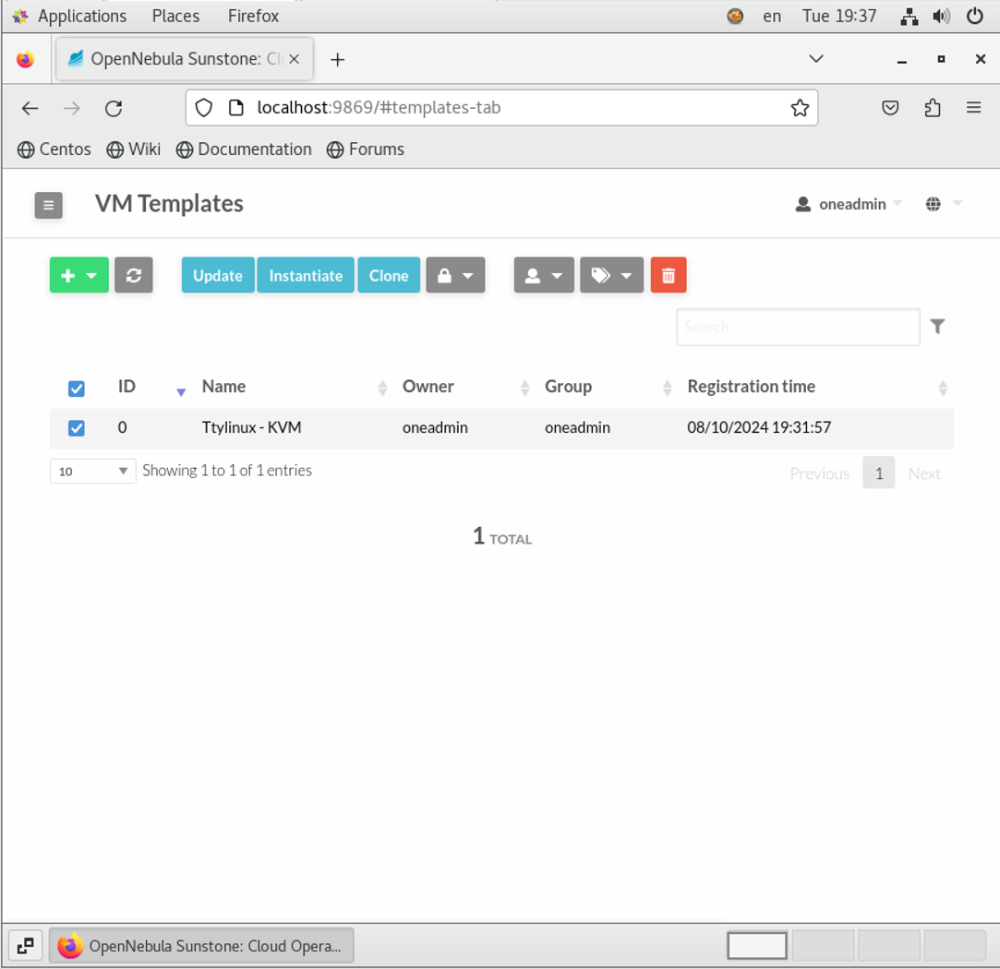 Applications Places Firefox en Tue 19:37
OpenNebula Sunstone: Cl
localhost:9869/#templates-tab
Centos Wiki Documentation Forums
VM Templates oneadmin
Update Instantiate Clone
Search
ID Name Owner Group Registration time
0 Ttylinux - KVM oneadmin oneadmin 08/10/2024 19:31:57
10 Showing 1 to 1 of 1 entries Previous 1 Next
1 TOTAL
OpenNebula Sunstone: Cloud Opera...